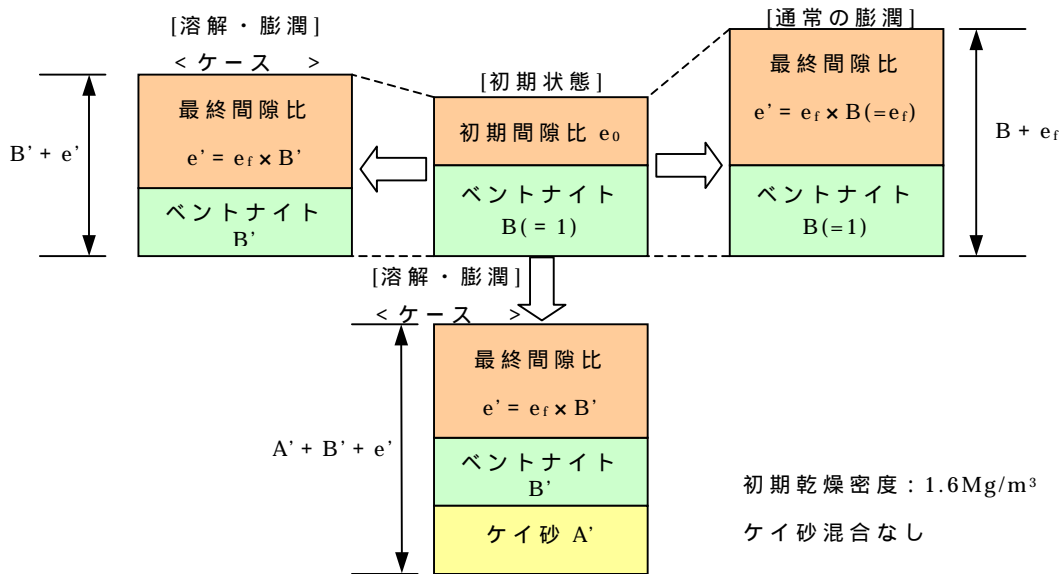 [溶解・膨潤]
<ケース >
最終間隙比
e' = ef × B'
ベントナイト
B'
B' + e'
[初期状態]
初期間隙比 e₀
ベントナイト
B( = 1)
[通常の膨潤]
最終間隙比
e' = ef × B(=ef)
ベントナイト
B(=1)
B + ef
[溶解・膨潤]
<ケース >
最終間隙比
e' = ef × B'
ベントナイト
B'
ケイ砂 A'
A' + B' + e'
初期乾燥密度：1.6Mg/m³
ケイ砂混合なし